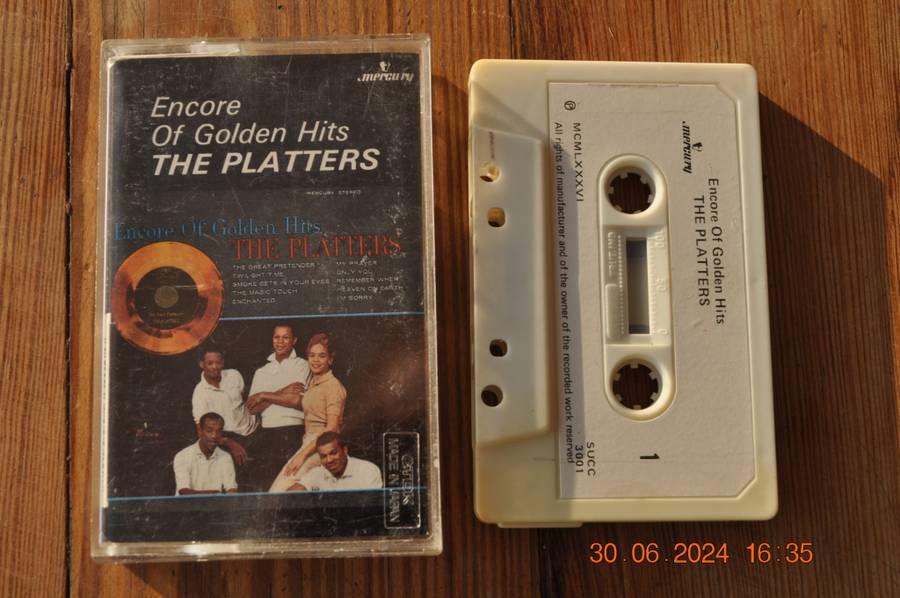 mercury
Encore
Of Golden Hits
THE PLATTERS
MERCURY STEREO
Encore Of Golden Hits
THE PLATTERS
THE GREAT PRETENDER
TWILIGHT TIME
SMOKE GETS IN YOUR EYES
THE MAGIC TOUCH
ENCHANTED
MY PRAYER
ONLY YOU
REMEMBER WHEN
HEAVEN ON EARTH
I'M SORRY
MADE IN JAPAN
mercury
Encore Of Golden Hits
THE PLATTERS
℗ MCMLXXXVI
All rights of manufacturer and of the owner of the recorded work reserved
100 50 0
SUCC
3001
1
30.06.2024 16:35